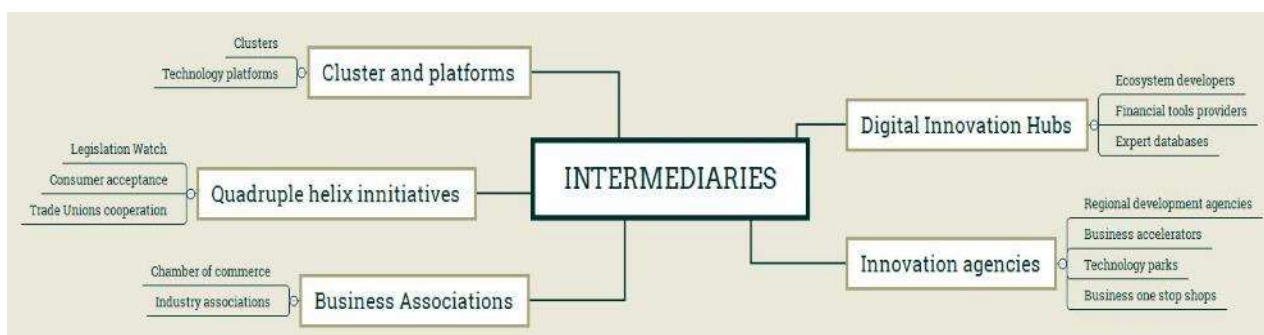 Clusters
Technology platforms
Cluster and platforms
Legislation Watch
Consumer acceptance
Trade Unions cooperation
Quadruple helix innitiatives
Chamber of commerce
Industry associations
Business Associations
INTERMEDIARIES
Digital Innovation Hubs
Ecosystem developers
Financial tools providers
Expert databases
Innovation agencies
Regional development agencies
Business accelerators
Technology parks
Business one stop shops